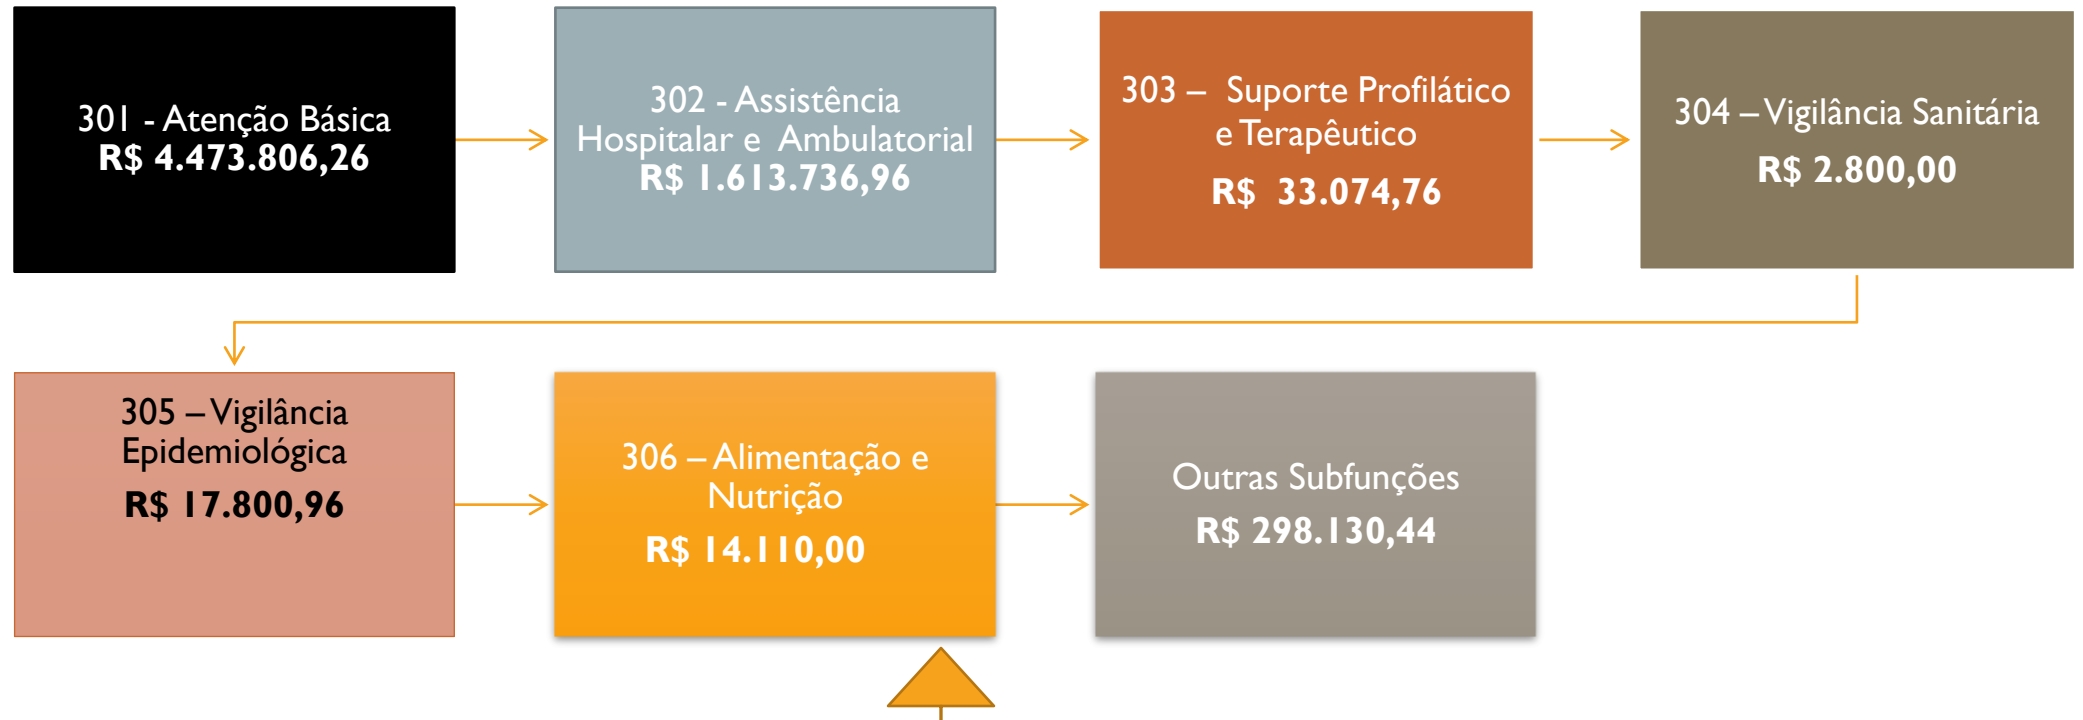 301 - Atenção Básica
R$ 4.473.806,26
302 - Assistência
Hospitalar e Ambulatorial
R$ 1.613.736,96
303 – Suporte Profilático
e Terapêutico
R$ 33.074,76
304 – Vigilância Sanitária
R$ 2.800,00
305 – Vigilância
Epidemiológica
R$ 17.800,96
306 – Alimentação e
Nutrição
R$ 14.110,00
Outras Subfunções
R$ 298.130,44